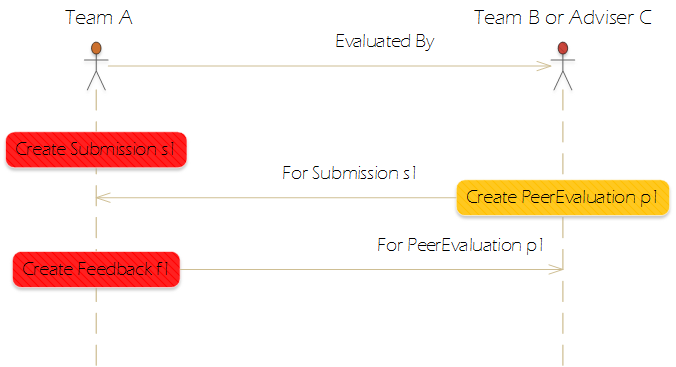 Team A
Team B or Adviser C
Evaluated By
Create Submission s1
For Submission s1
Create PeerEvaluation p1
For PeerEvaluation p1
Create Feedback f1